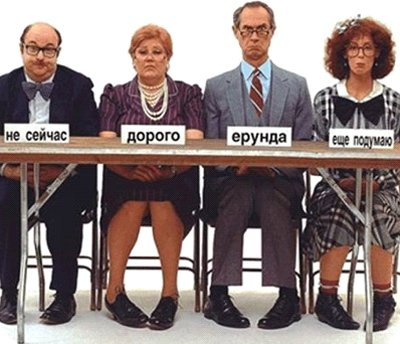 не сейчас
дорого
ерунда
еще подумаю